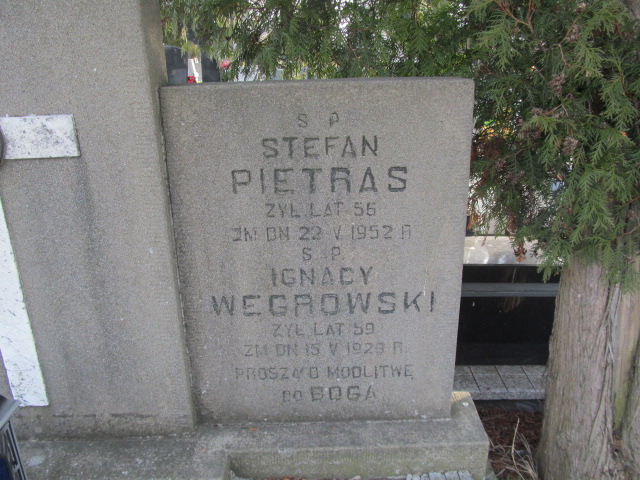 S P
STEFAN
PIETRAS
ŻYŁ LAT 56
ZM DN 22 V 1952 R
S P
IGNACY
WĘGROWSKI
ŻYŁ LAT 59
ZM DN 15 V 1929 R.
PROSZĄ O MODLITWĘ
DO BOGA